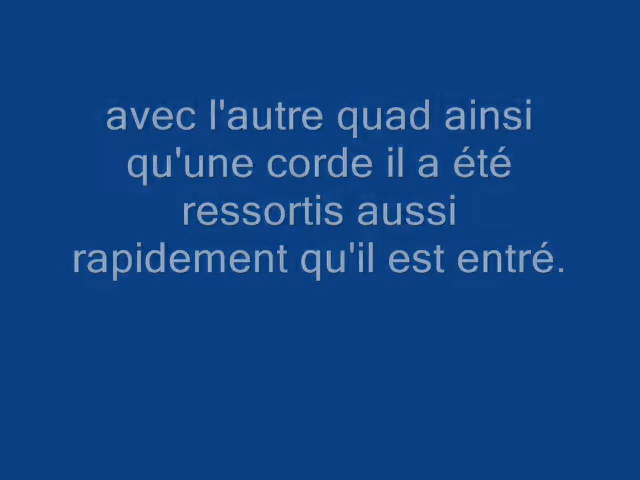 avec l'autre quad ainsi
qu'une corde il a été
ressortis aussi
rapidement qu'il est entré.